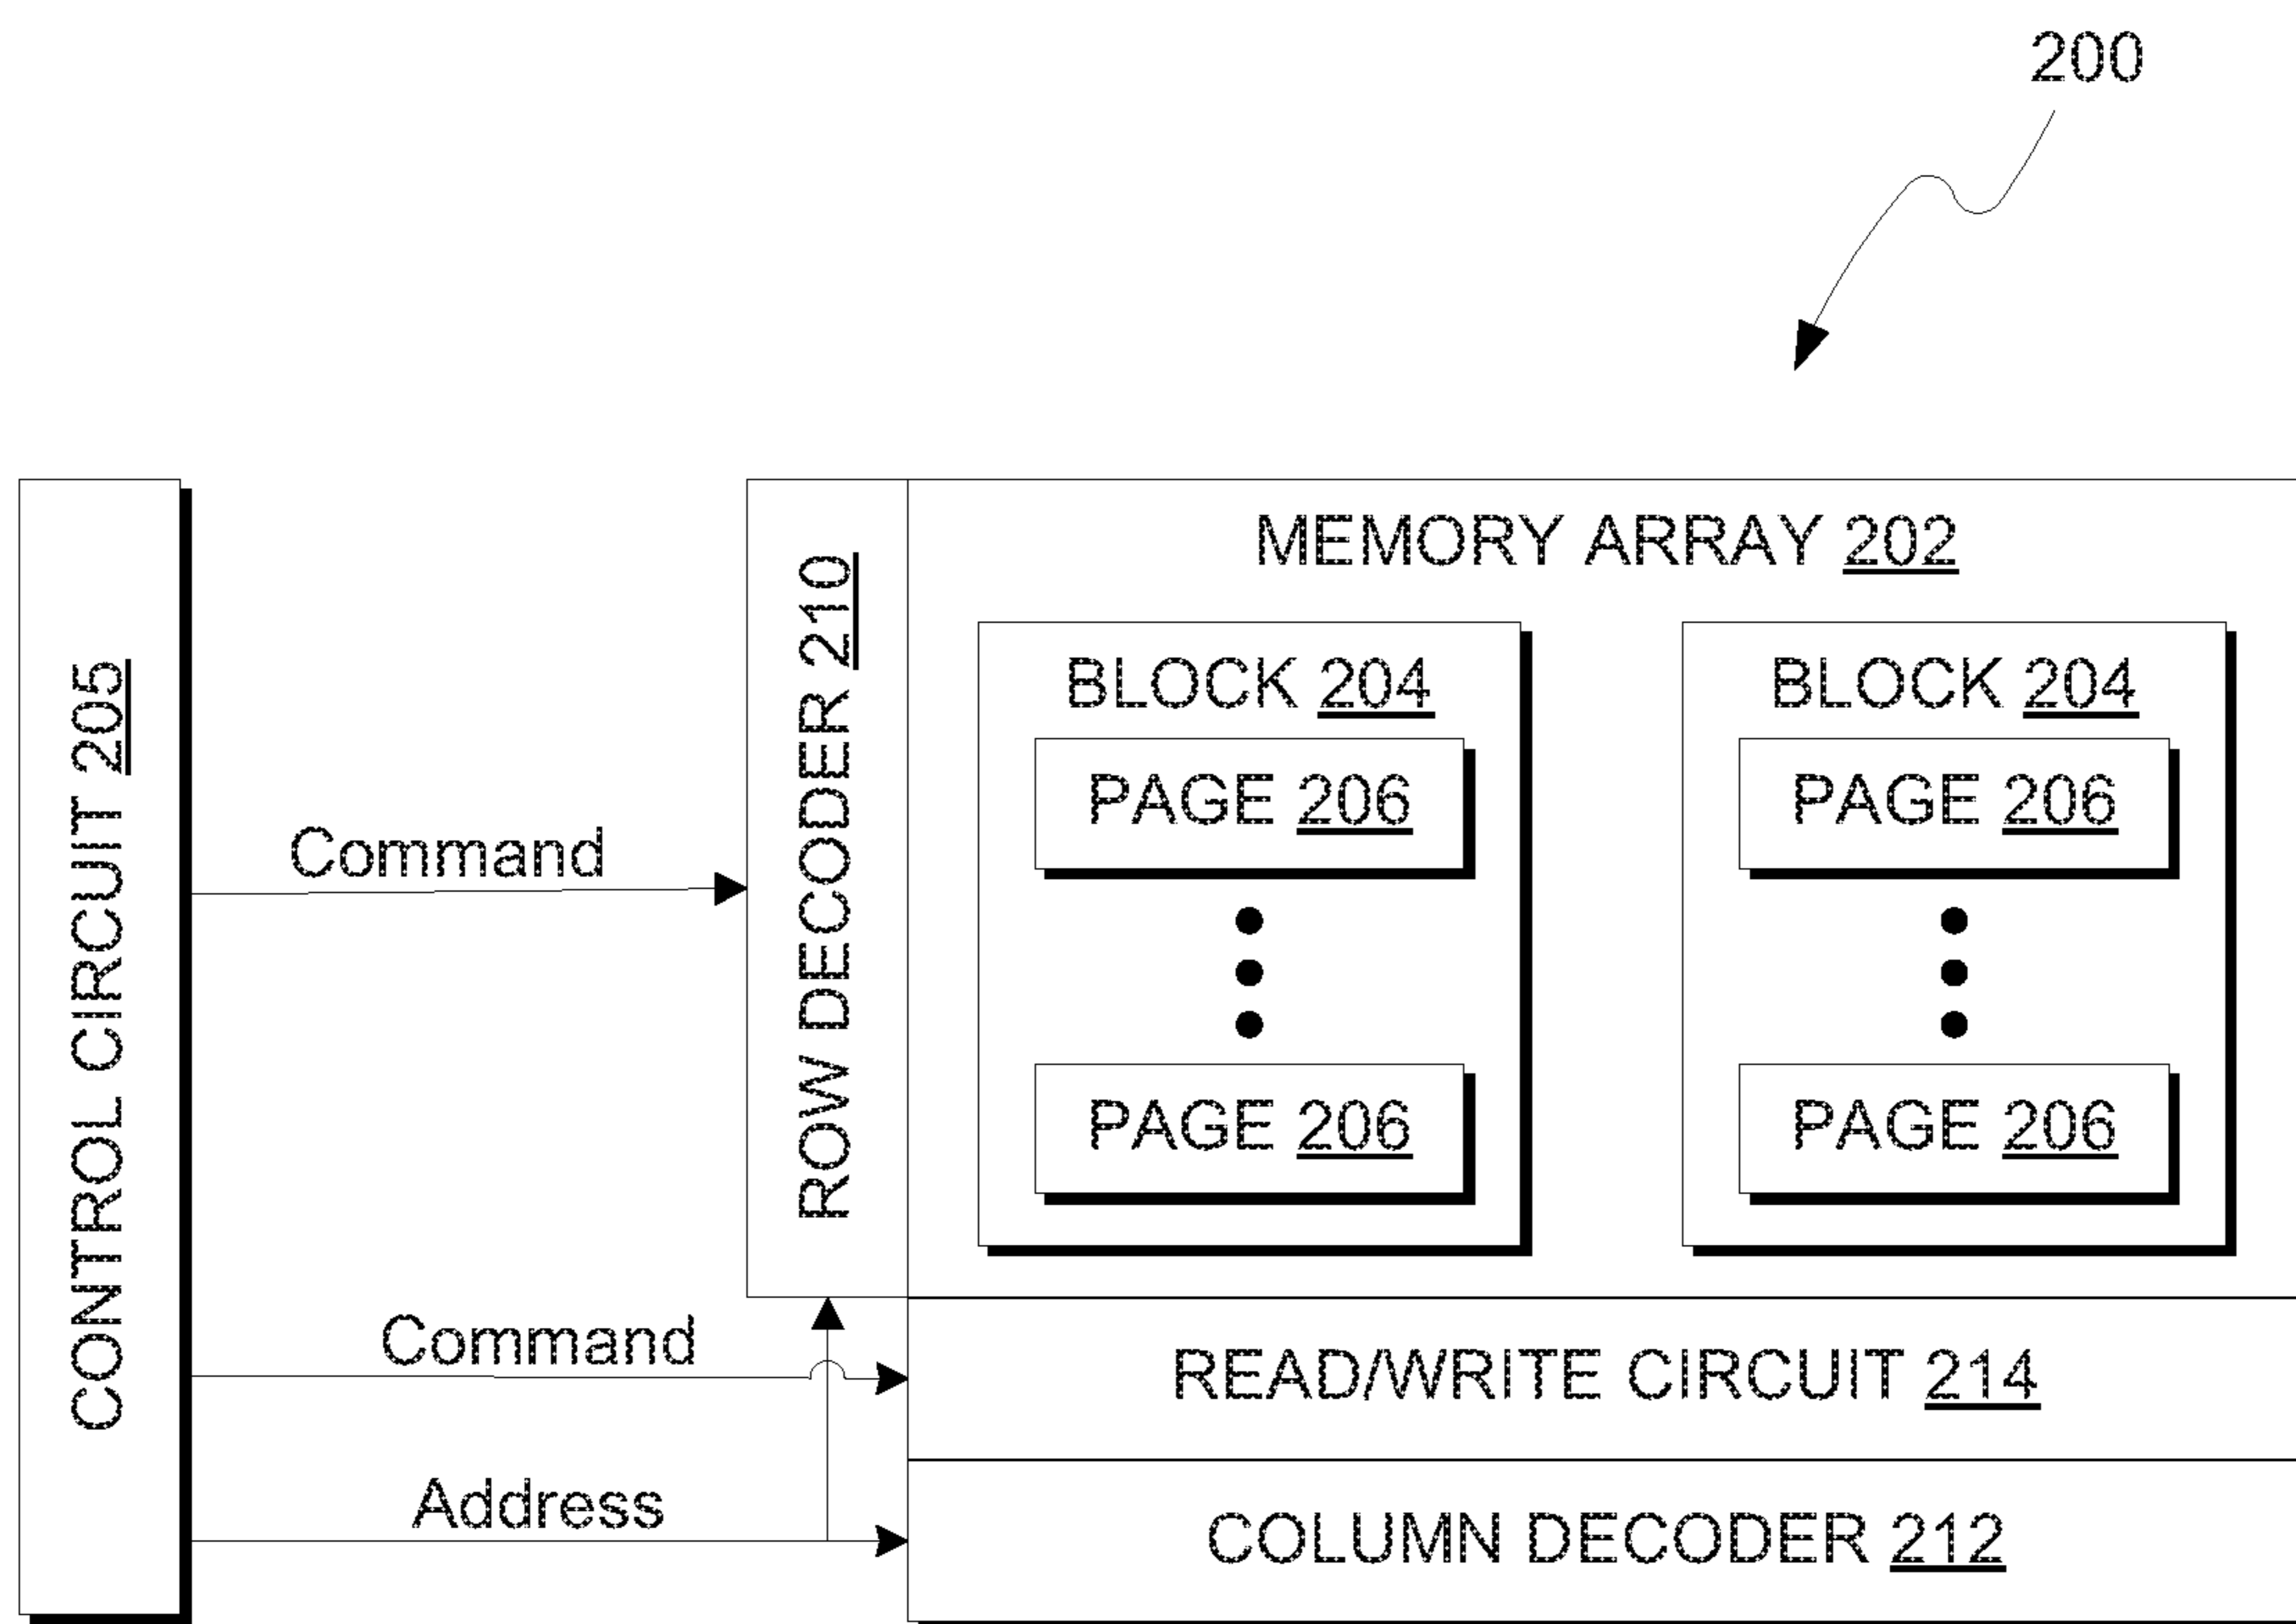 200
CONTROL CIRCUIT 205
Command
Command
Address
ROW DECODER 210
MEMORY ARRAY 202
BLOCK 204
PAGE 206
PAGE 206
BLOCK 204
PAGE 206
PAGE 206
READ/WRITE CIRCUIT 214
COLUMN DECODER 212